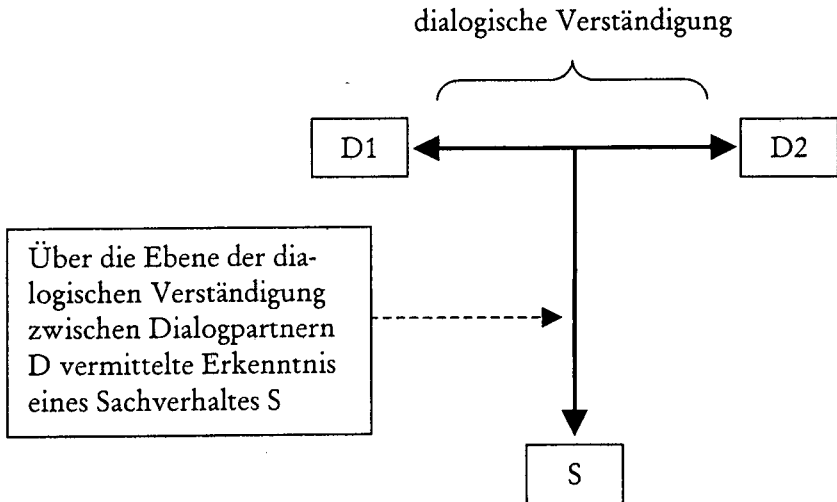 dialogische Verständigung
D1
D2
Über die Ebene der dia-
logischen Verständigung
zwischen Dialogpartnern
D vermittelte Erkenntnis
eines Sachverhaltes S
S